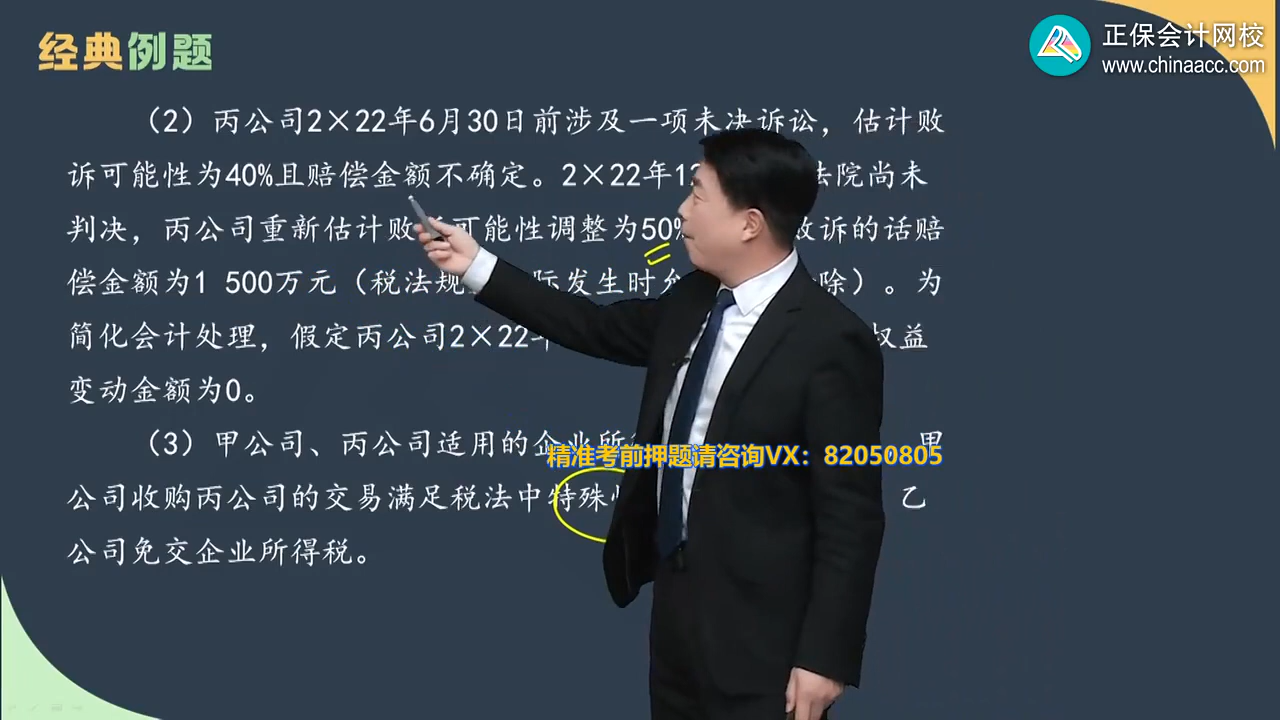 经典例题
正保会计网校
www.chinaacc.com
（2）丙公司2×22年6月30日前涉及一项未决诉讼，估计败
诉可能性为40%且赔偿金额不确定。2×22年1 法院尚未
判决，丙公司重新估计败 可能性调整为50% 败诉的话赔
偿金额为1 500万元（税法规 际发生时允 除）。为
简化会计处理，假定丙公司2×22 权益
变动金额为0。
（3）甲公司、丙公司适用的企业所 甲
精准考前押题请咨询VX：82050805
公司收购丙公司的交易满足税法中特殊 乙
公司免交企业所得税。